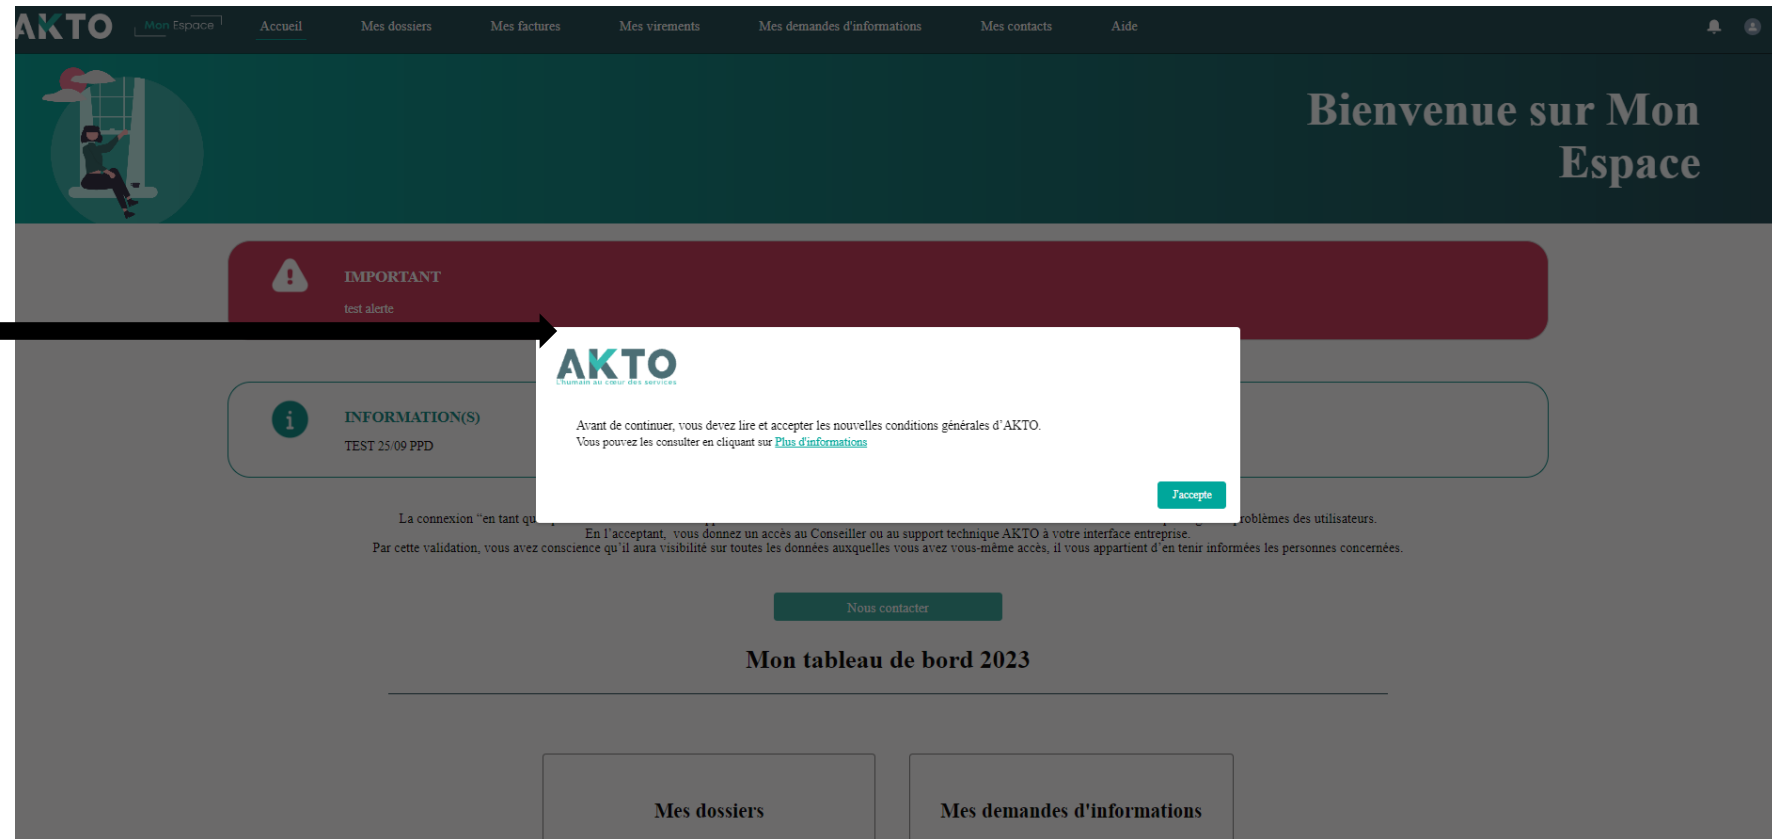 AKTO Mon Espace Accueil Mes dossiers Mes factures Mes virements Mes demandes d'informations Mes contacts Aide
Bienvenue sur Mon
Espace
IMPORTANT
test alerte
AKTO
L'humain au cœur des services
Avant de continuer, vous devez lire et accepter les nouvelles conditions générales d’AKTO.
Vous pouvez les consulter en cliquant sur Plus d'informations
J'accepte
INFORMATION(S)
TEST 25/09 PPD
La connexion “en tant qu problèmes des utilisateurs.
En l’acceptant, vous donnez un accès au Conseiller ou au support technique AKTO à votre interface entreprise.
Par cette validation, vous avez conscience qu’il aura visibilité sur toutes les données auxquelles vous avez vous-même accès, il vous appartient d’en tenir informées les personnes concernées.
Nous contacter
Mon tableau de bord 2023
Mes dossiers Mes demandes d'informations